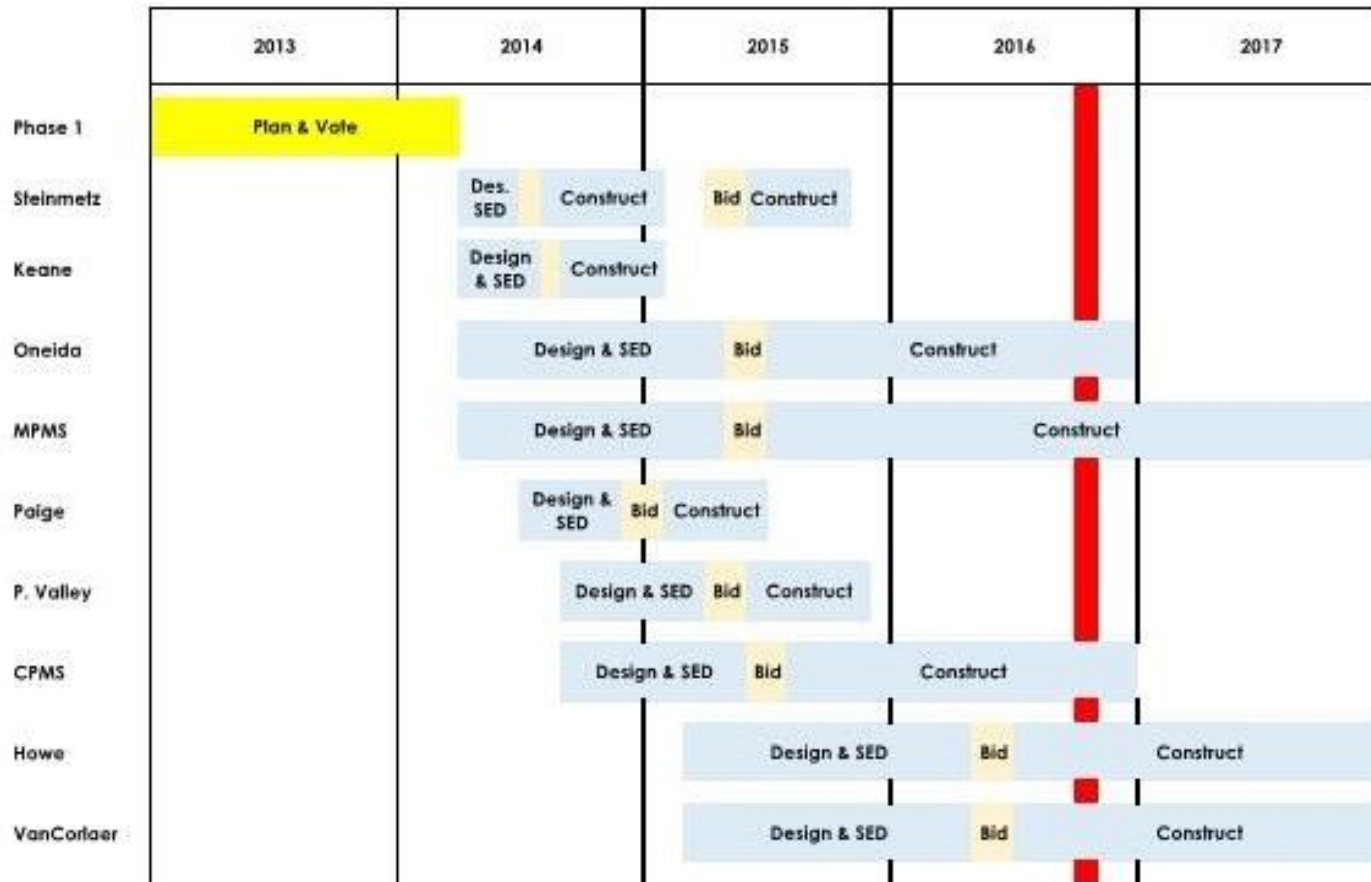 2013 2014 2015 2016 2017
Phase 1 Plan & Vote
Steinmetz Des. SED Construct Bid Construct
Keane Design & SED Construct
Oneida Design & SED Bid Construct
MPMS Design & SED Bid Construct
Paige Design & SED Bid Construct
P. Valley Design & SED Bid Construct
CPMS Design & SED Bid Construct
Howe Design & SED Bid Construct
VanCorlaer Design & SED Bid Construct